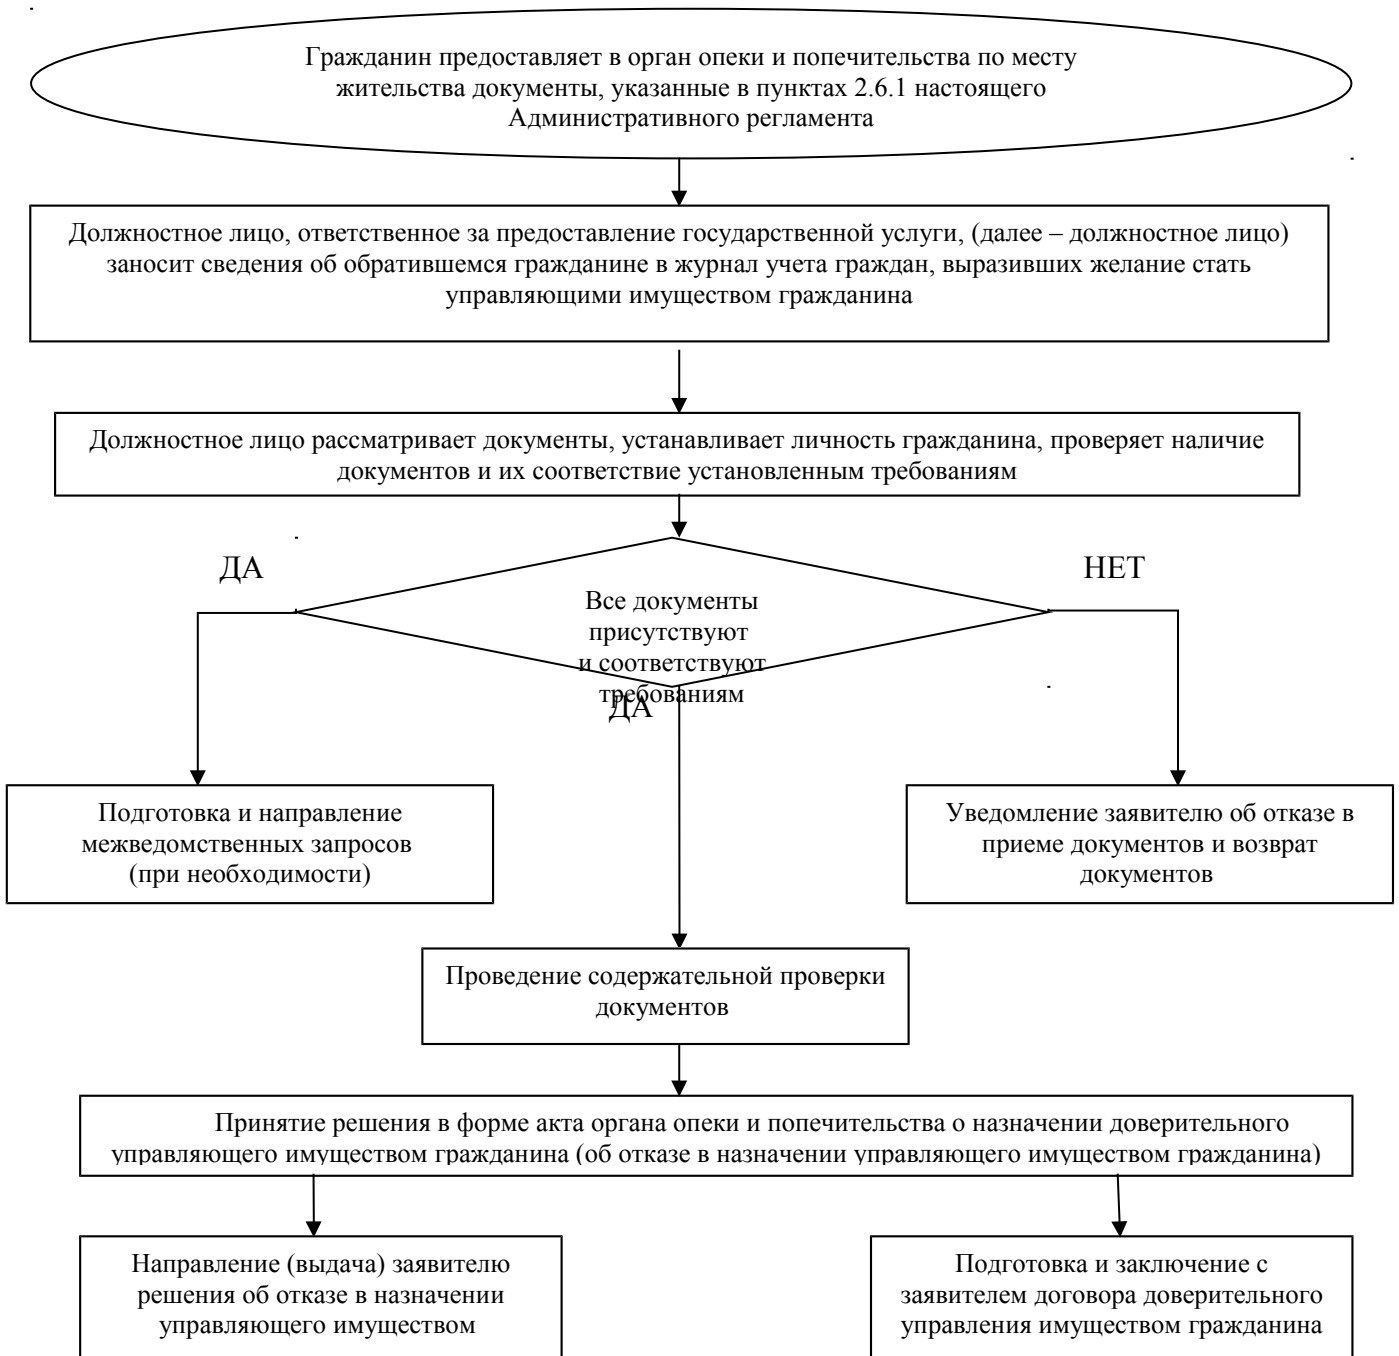 Гражданин предоставляет в орган опеки и попечительства по месту
жительства документы, указанные в пунктах 2.6.1 настоящего
Административного регламента
Должностное лицо, ответственное за предоставление государственной услуги, (далее – должностное лицо)
заносит сведения об обратившемся гражданине в журнал учета граждан, выразивших желание стать
управляющими имуществом гражданина
Должностное лицо рассматривает документы, устанавливает личность гражданина, проверяет наличие
документов и их соответствие установленным требованиям
ДА
НЕТ
Все документы
присутствуют
и соответствуют
требованиям
ДА
Подготовка и направление
межведомственных запросов
(при необходимости)
Уведомление заявителю об отказе в
приеме документов и возврат
документов
Проведение содержательной проверки
документов
Принятие решения в форме акта органа опеки и попечительства о назначении доверительного
управляющего имуществом гражданина (об отказе в назначении управляющего имуществом гражданина)
Направление (выдача) заявителю
решения об отказе в назначении
управляющего имуществом
Подготовка и заключение с
заявителем договора доверительного
управления имуществом гражданина